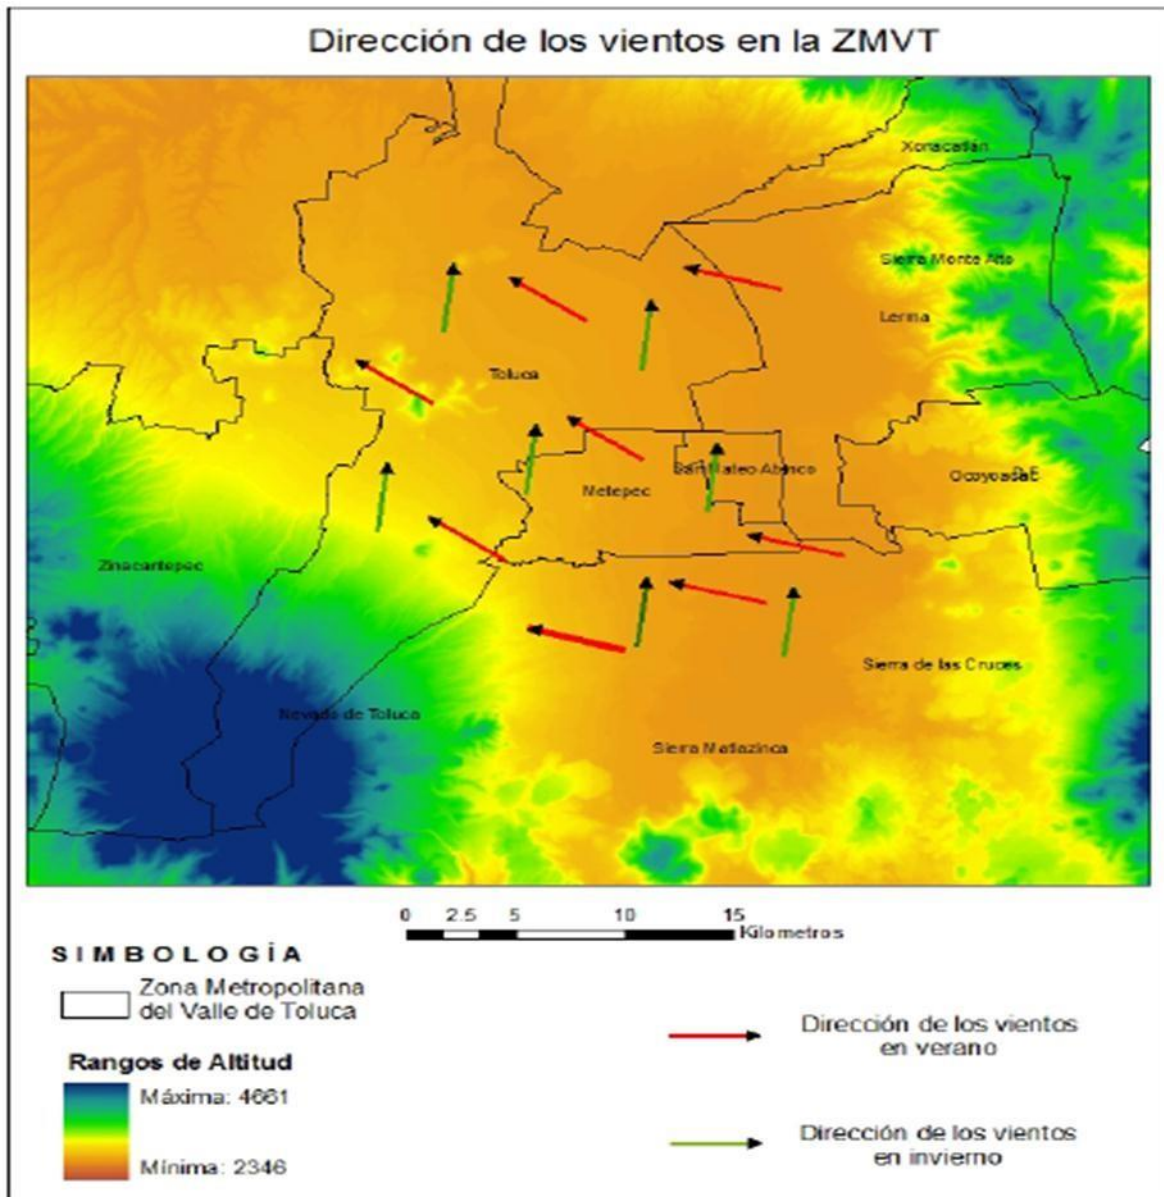 Dirección de los vientos en la ZMVT
Xonacatlán
Sierra Monte Alto
Lerma
Toluca
San Mateo Atenco
Metepec
Ocoyoacac
D.F.
Zinacantepec
Sierra de las Cruces
Nevado de Toluca
Sierra Matlazinca
0 2.5 5 10 15
Kilometros
SIMBOLOGÍA
Zona Metropolitana
del Valle de Toluca
Rangos de Altitud
Máxima: 4661
Mínima: 2346
Dirección de los vientos
en verano
Dirección de los vientos
en invierno